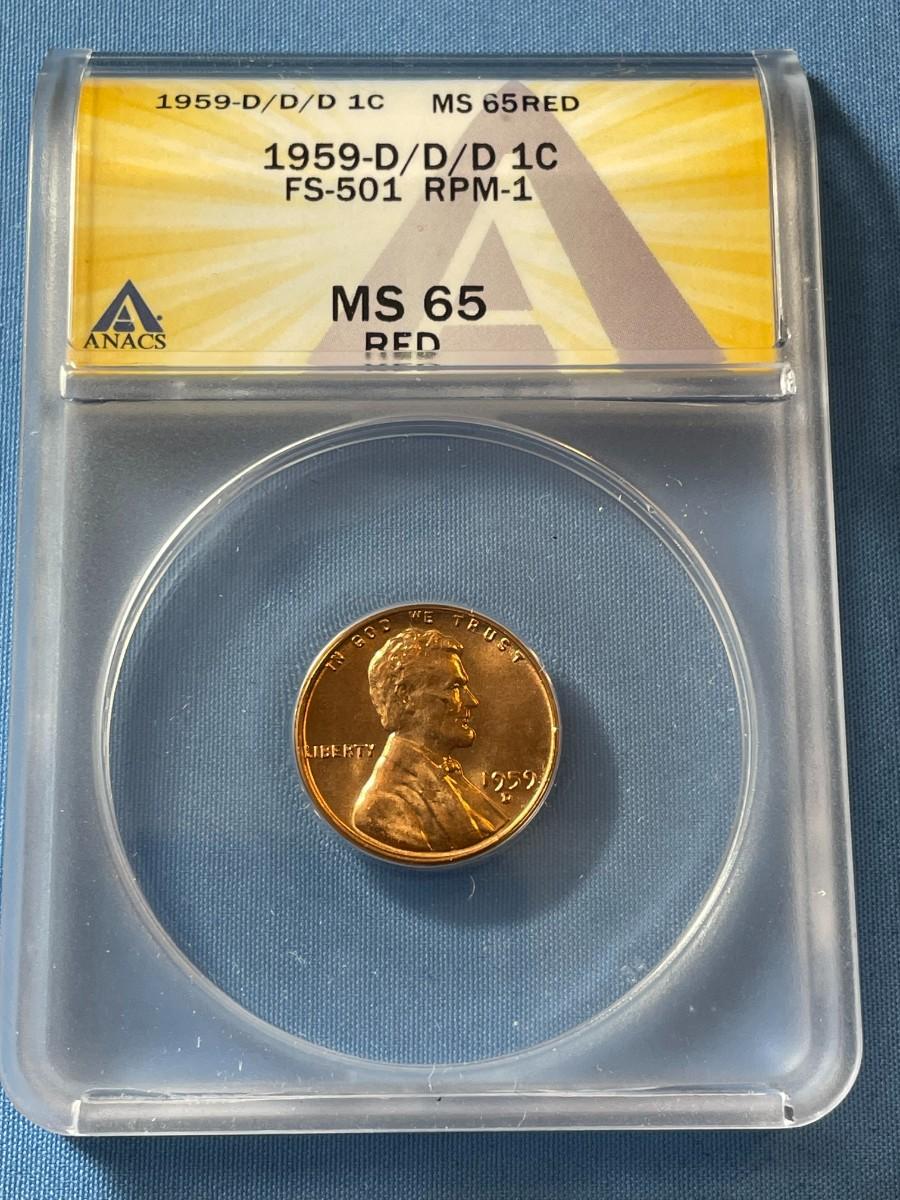 1959-D/D/D 1C MS 65RED
1959-D/D/D 1C
FS-501 RPM-1
MS 65
RED
ANACS
IN GOD WE TRUST
LIBERTY
1959
D